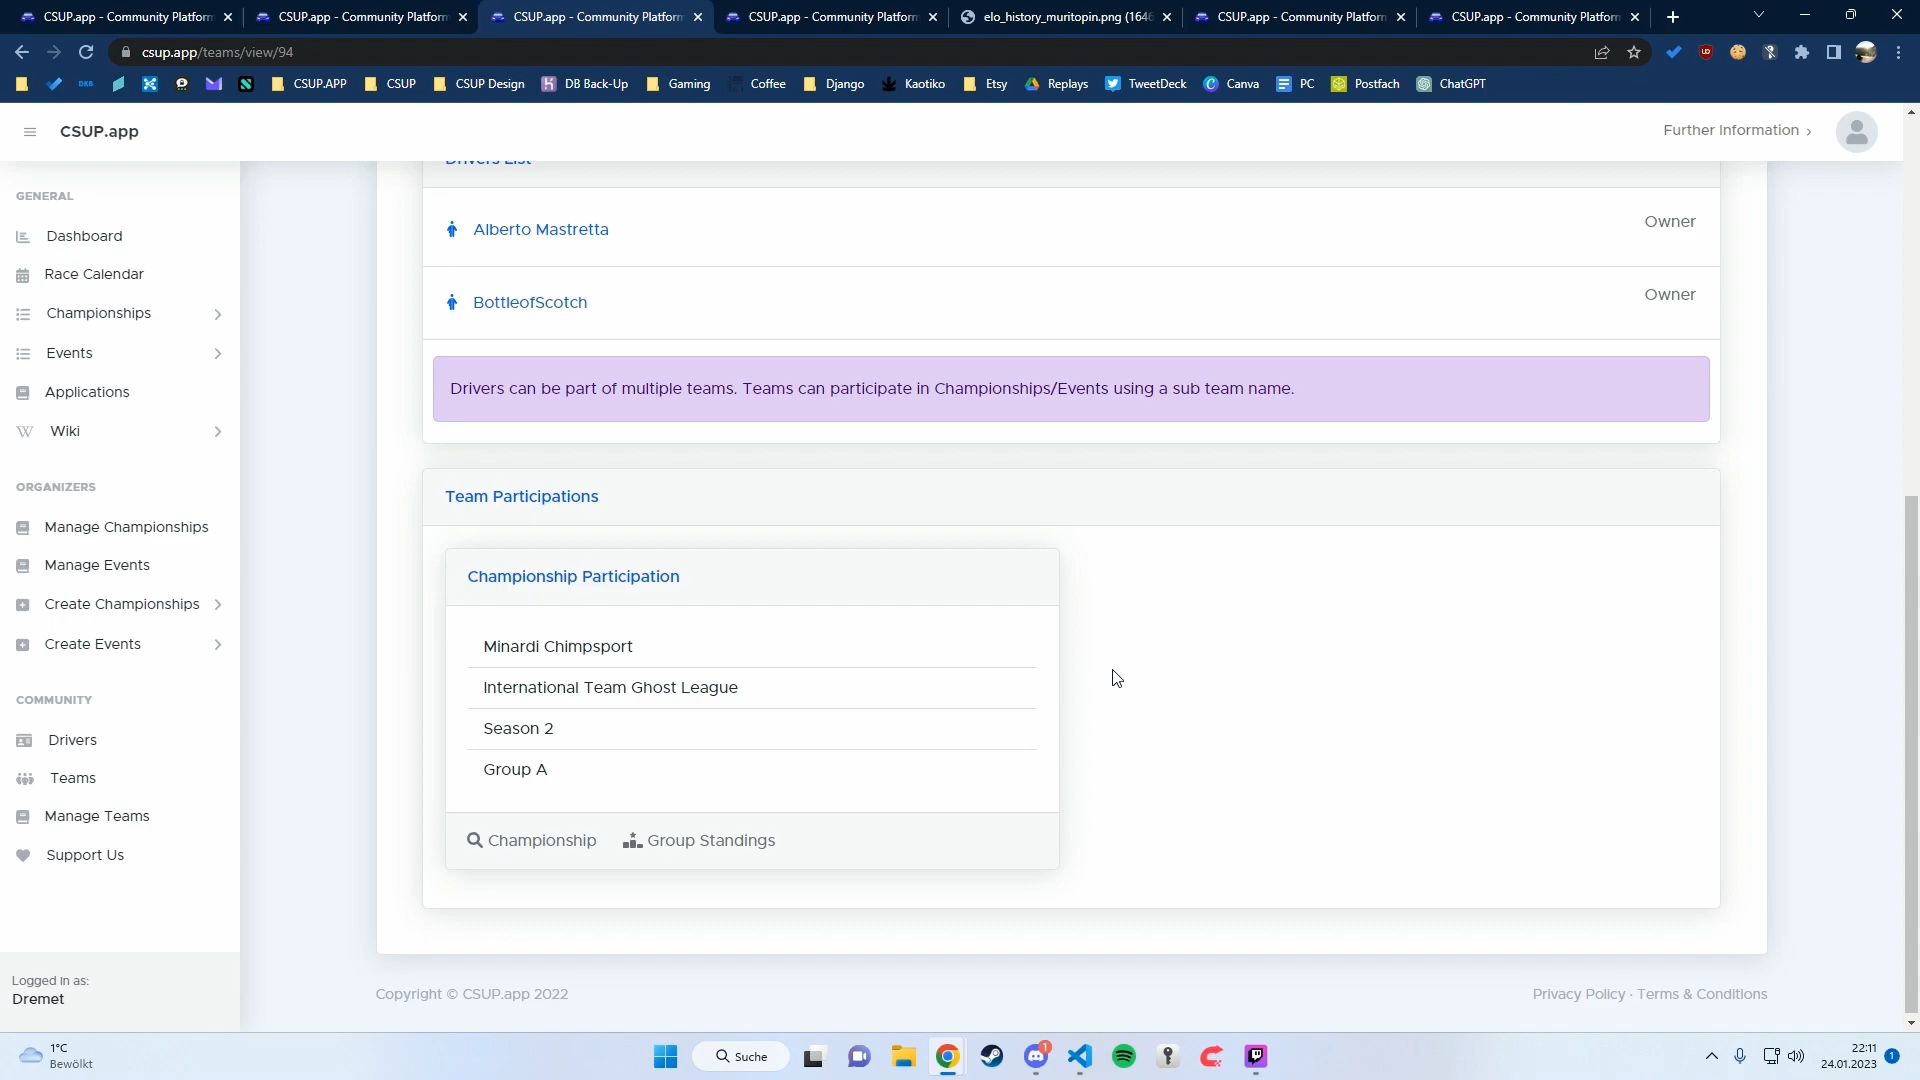 CSUP.app - Community Platform
CSUP.app - Community Platform
CSUP.app - Community Platform
CSUP.app - Community Platform
elo_history_muritopin.png (1646
CSUP.app - Community Platform
CSUP.app - Community Platform
csup.app/teams/view/94
DKB
CSUP.APP
CSUP
CSUP Design
DB Back-Up
Gaming
Coffee
Django
Kaotiko
Etsy
Replays
TweetDeck
Canva
PC
Postfach
ChatGPT
CSUP.app
Further Information
Drivers List
GENERAL
Dashboard
Race Calendar
Championships
Events
Applications
Wiki
ORGANIZERS
Manage Championships
Manage Events
Create Championships
Create Events
COMMUNITY
Drivers
Teams
Manage Teams
Support Us
Logged in as:
Dremet
Alberto Mastretta
Owner
BottleofScotch
Owner
Drivers can be part of multiple teams. Teams can participate in Championships/Events using a sub team name.
Team Participations
Championship Participation
Minardi Chimpsport
International Team Ghost League
Season 2
Group A
Championship
Group Standings
Copyright © CSUP.app 2022
Privacy Policy · Terms & Conditions
1°C
Bewölkt
Suche
1
22:11
24.01.2023
1